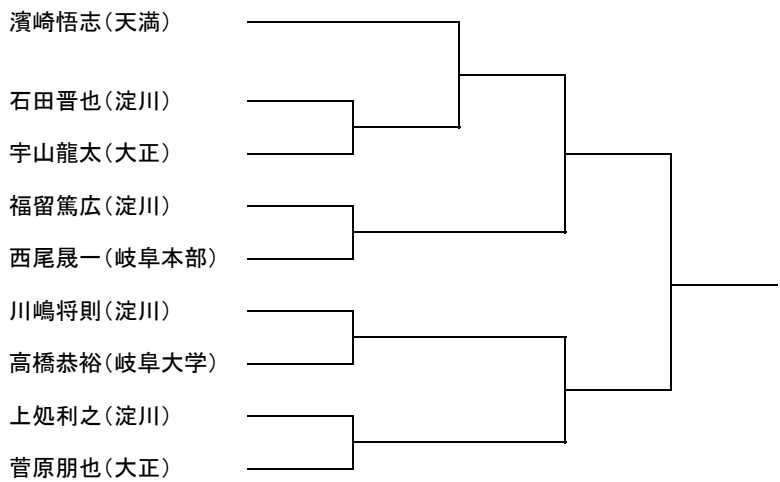 濱崎悟志（天満）
石田晋也（淀川）
宇山龍太（大正）
福留篤広（淀川）
西尾晟一（岐阜本部）
川嶋将則（淀川）
高橋恭裕（岐阜大学）
上処利之（淀川）
菅原朋也（大正）